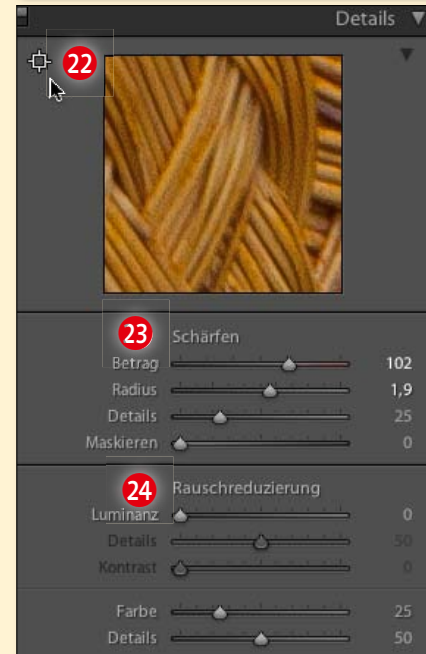 Details
22
23 Schärfen
Betrag 102
Radius 1,9
Details 25
Maskieren 0
24 Rauschreduzierung
Luminanz 0
Details 50
Kontrast 0
Farbe 25
Details 50